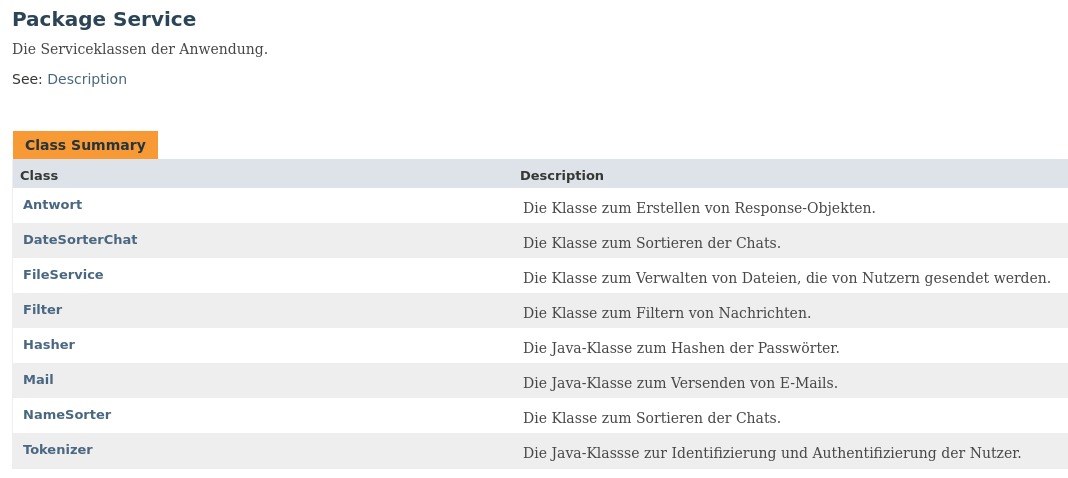 Package Service
Die Serviceklassen der Anwendung.
See: Description
Class Summary
Class Description
Antwort Die Klasse zum Erstellen von Response-Objekten.
DateSorterChat Die Klasse zum Sortieren der Chats.
FileService Die Klasse zum Verwalten von Dateien, die von Nutzern gesendet werden.
Filter Die Klasse zum Filtern von Nachrichten.
Hasher Die Java-Klasse zum Hashen der Passwörter.
Mail Die Java-Klasse zum Versenden von E-Mails.
NameSorter Die Klasse zum Sortieren der Chats.
Tokenizer Die Java-Klassse zur Identifizierung und Authentifizierung der Nutzer.